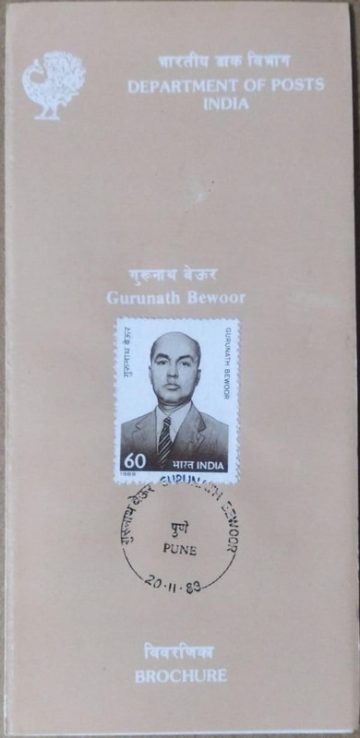 भारतीय डाक विभाग
DEPARTMENT OF POSTS
INDIA
गुरुनाथ बेऊर
Gurunath Bewoor
गुरुनाथ बेऊर
GURUNATH BEWOOR
60
भारत INDIA
1989
गुरुनाथ बेऊर GURUNATH BEWOOR
पुणे
PUNE
20-11-89
विवरणिका
BROCHURE